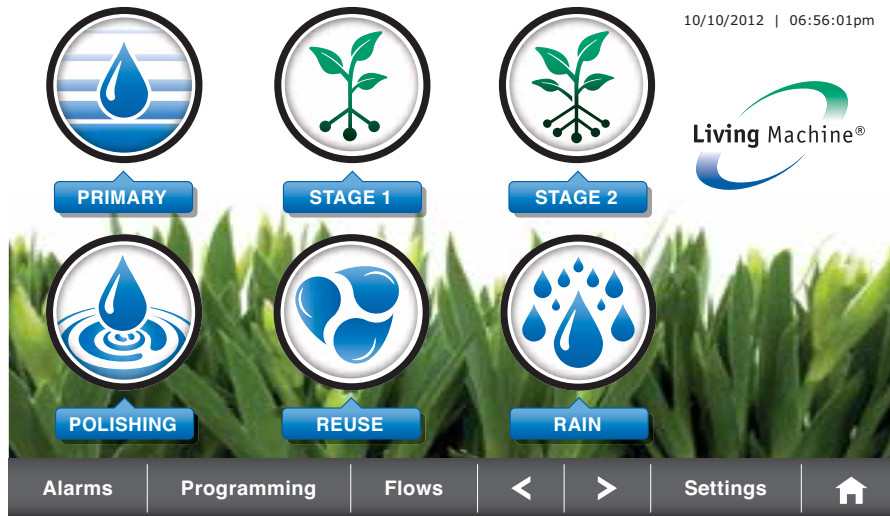 10/10/2012 | 06:56:01pm
Living Machine®
PRIMARY
STAGE 1
STAGE 2
POLISHING
REUSE
RAIN
Alarms
Programming
Flows
<
>
Settings